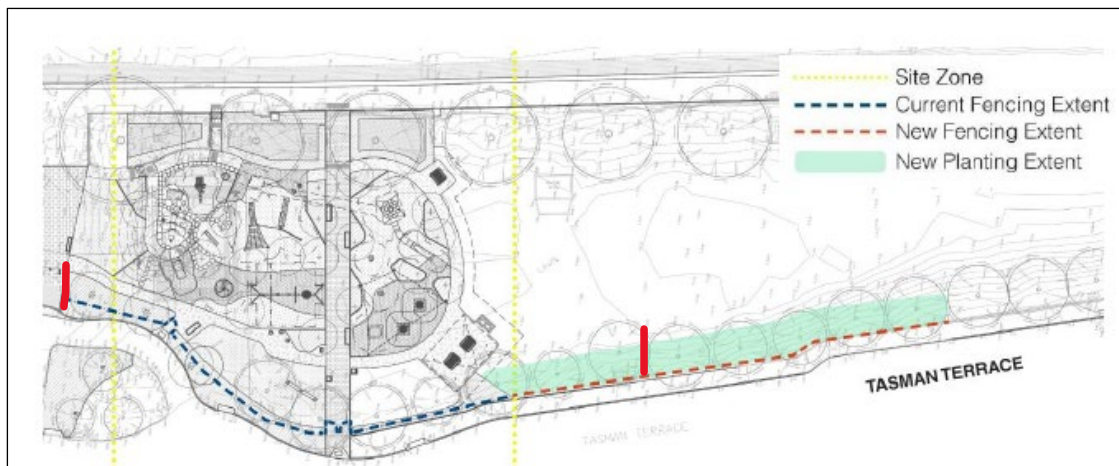 Site Zone
Current Fencing Extent
New Fencing Extent
New Planting Extent
TASMAN TERRACE
TASMAN TERRACE